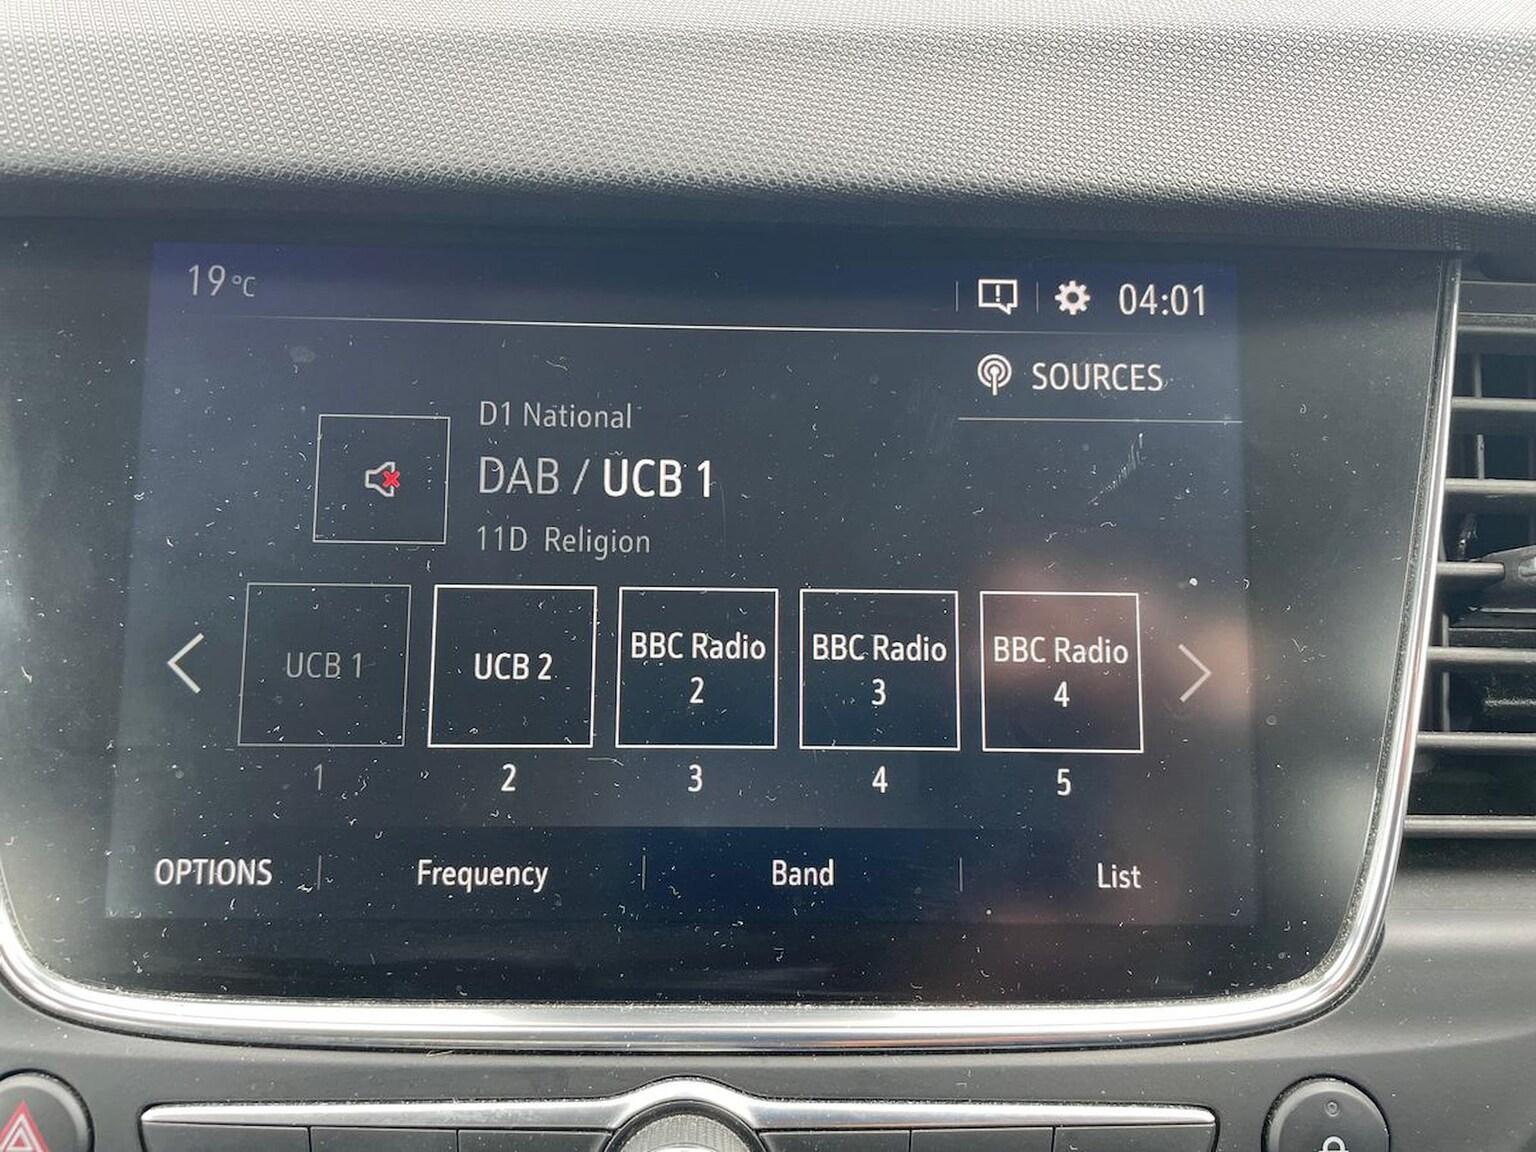 19°C
04:01
SOURCES
D1 National
DAB / UCB 1
11D Religion
UCB 1
UCB 2
BBC Radio
2
BBC Radio
3
BBC Radio
4
1
2
3
4
5
OPTIONS
Frequency
Band
List